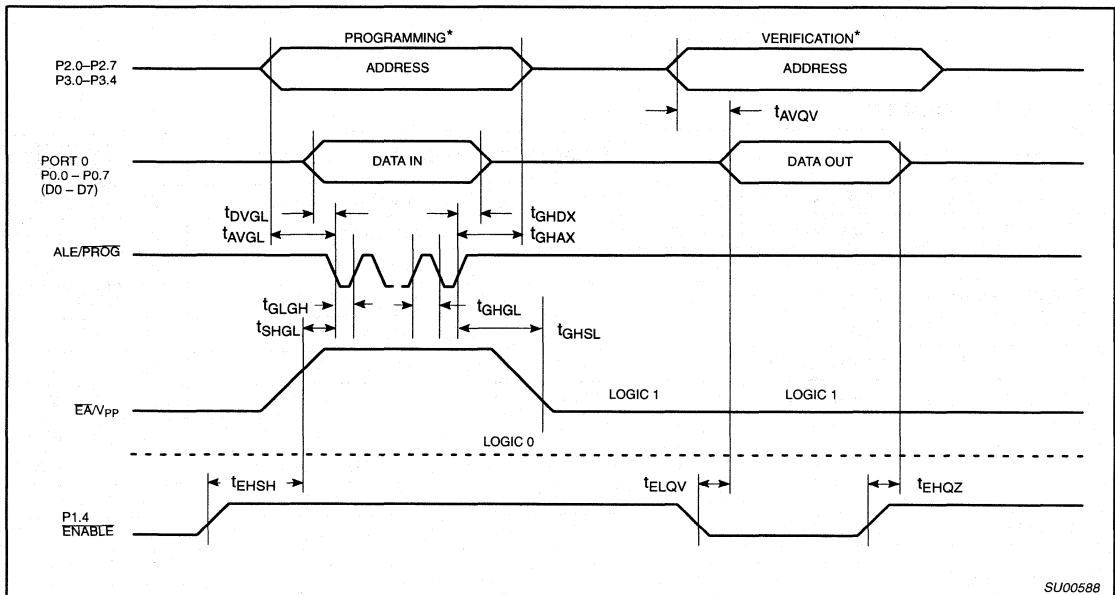 PROGRAMMING*
VERIFICATION*
P2.0–P2.7
P3.0–P3.4
ADDRESS
ADDRESS
tAVQV
PORT 0
P0.0 – P0.7
(D0 – D7)
DATA IN
DATA OUT
tDVGL
tGHDX
tAVGL
tGHAX
ALE/PROG
tGLGH
tGHGL
tSHGL
tGHSL
EA/VPP
LOGIC 1
LOGIC 1
LOGIC 0
tEHSH
tELQV
tEHQZ
P1.4
ENABLE
SU00588